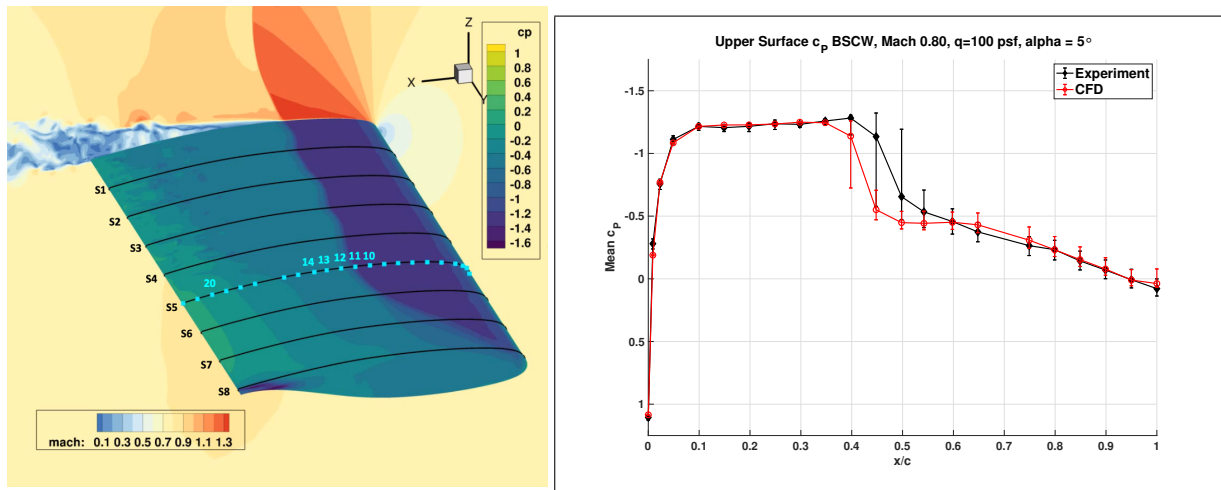 cp
1
0.8
0.6
0.4
0.2
0
-0.2
-0.4
-0.6
-0.8
-1
-1.2
-1.4
-1.6
Z
X
S1
S2
S3
S4
S5
S6
S7
S8
20
14 13 12 11 10
mach: 0.1 0.3 0.5 0.7 0.9 1.1 1.3
Upper Surface c_P BSCW, Mach 0.80, q=100 psf, alpha = 5°
Experiment
CFD
Mean c_P
-1.5
-1
-0.5
0
0.5
1
0 0.1 0.2 0.3 0.4 0.5 0.6 0.7 0.8 0.9 1
x/c